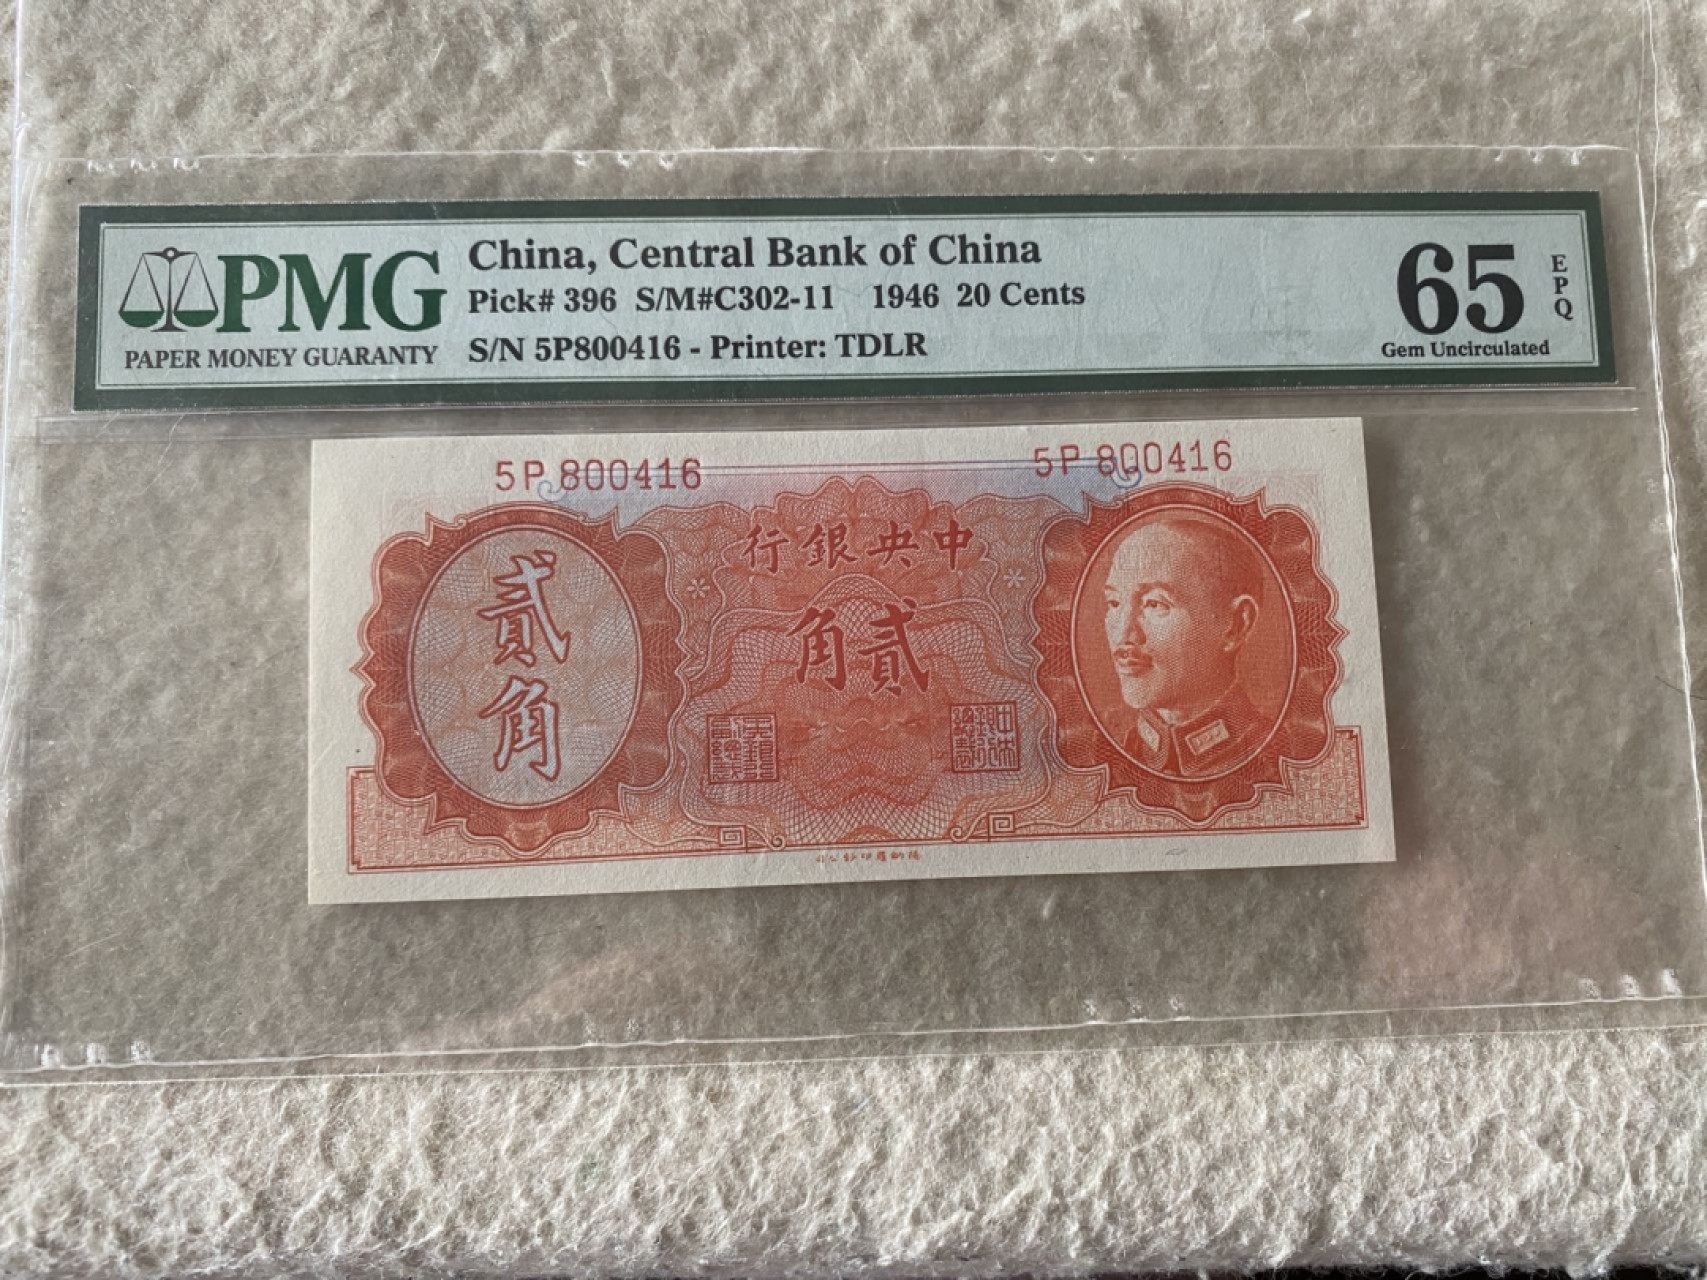 PMG
PAPER MONEY GUARANTY
China, Central Bank of China
Pick# 396 S/M#C302-11 1946 20 Cents
S/N 5P800416 - Printer: TDLR
65
EPQ
Gem Uncirculated
5P 800416
5P 800416
行銀央中
角貳
貳角